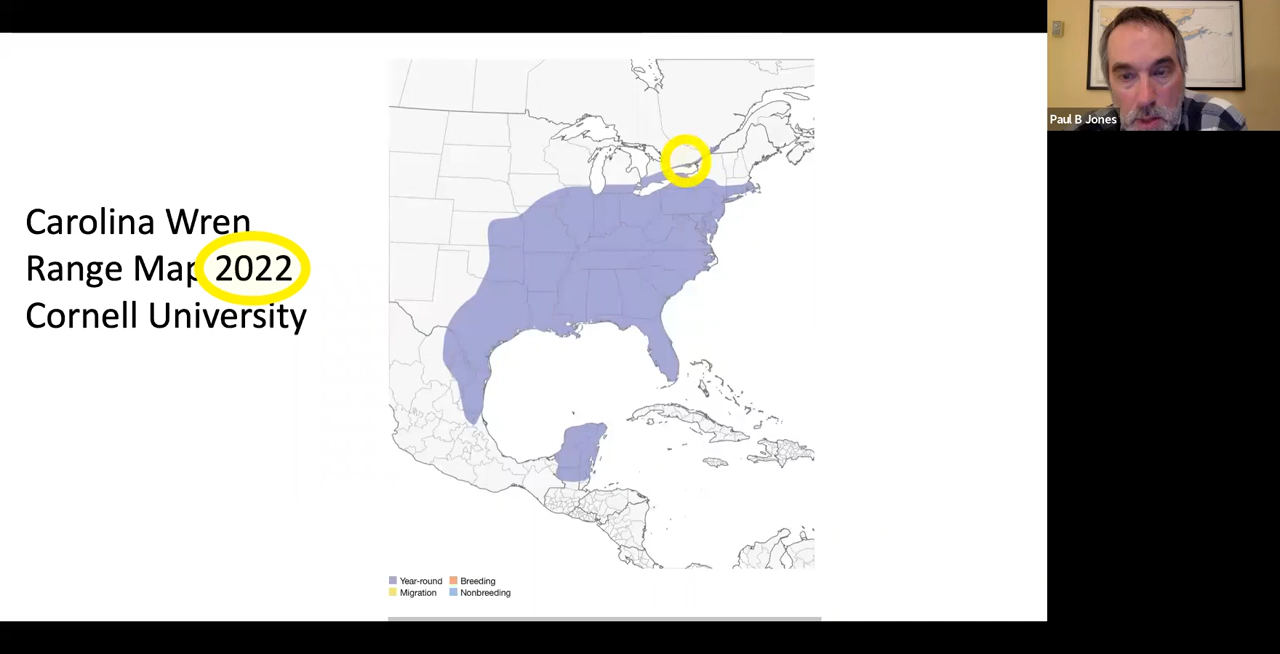 Paul B Jones
Carolina Wren
Range Map 2022
Cornell University
Year-round
Breeding
Migration
Nonbreeding